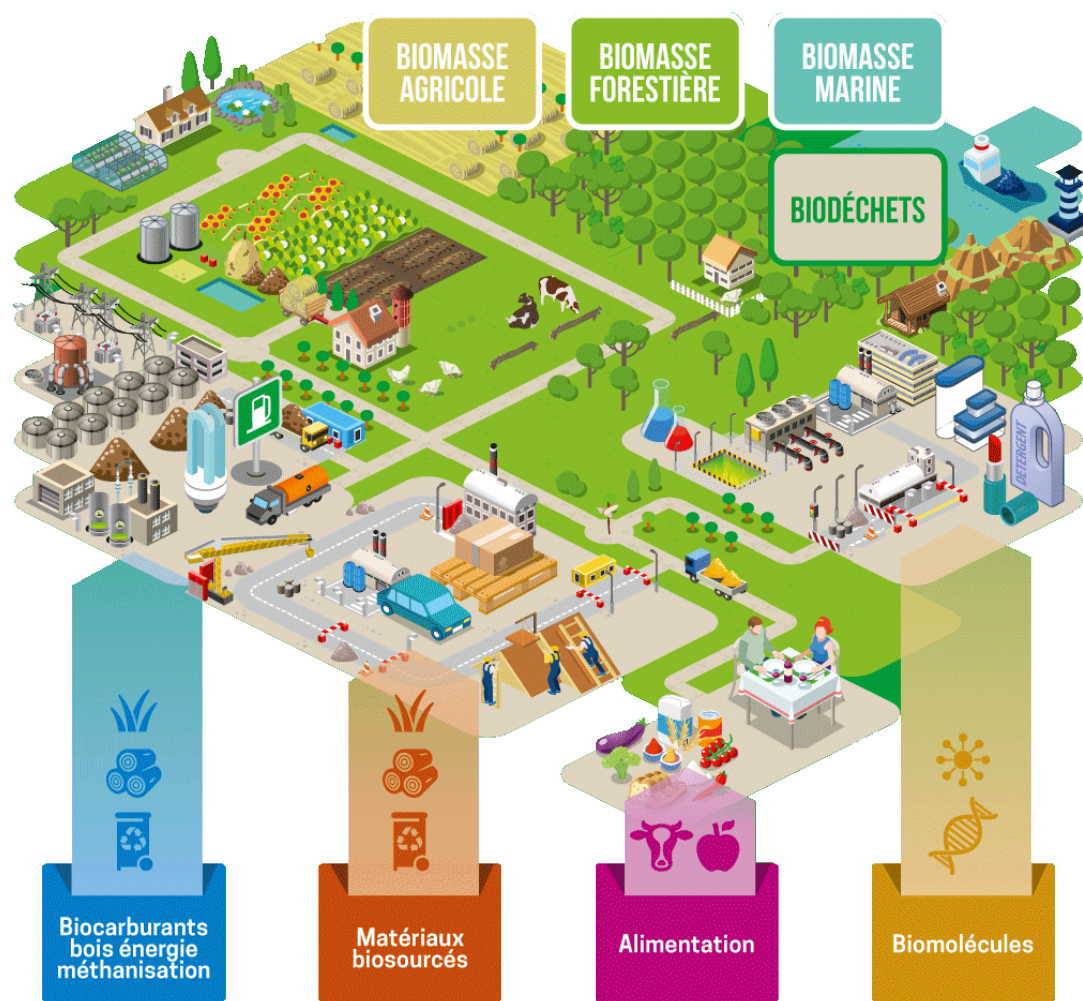 BIOMASSE
AGRICOLE
BIOMASSE
FORESTIÈRE
BIOMASSE
MARINE
BIODÉCHETS
DETERGENT
Biocarburants
bois énergie
méthanisation
Matériaux
biosourcés
Alimentation
Biomolécules